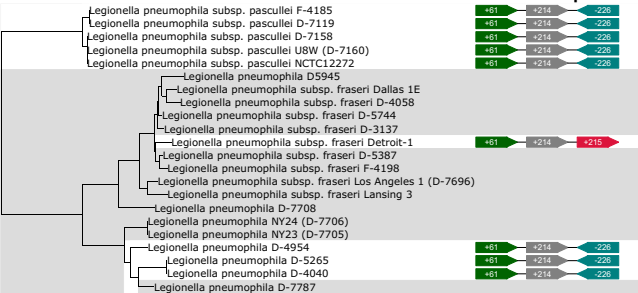 Legionella pneumophila subsp. pascullei F-4185 +61 +214 -226
Legionella pneumophila subsp. pascullei D-7119 +61 +214 -226
Legionella pneumophila subsp. pascullei D-7158 +61 +214 -226
Legionella pneumophila subsp. pascullei U8W (D-7160) +61 +214 -226
Legionella pneumophila subsp. pascullei NCTC12272 +61 +214 -226
Legionella pneumophila D5945
Legionella pneumophila subsp. fraseri Dallas 1E
Legionella pneumophila subsp. fraseri D-4058
Legionella pneumophila subsp. fraseri D-5744
Legionella pneumophila subsp. fraseri D-3137
Legionella pneumophila subsp. fraseri Detroit-1 +61 +214 +215
Legionella pneumophila subsp. fraseri D-5387
Legionella pneumophila subsp. fraseri F-4198
Legionella pneumophila subsp. fraseri Los Angeles 1 (D-7696)
Legionella pneumophila subsp. fraseri Lansing 3
Legionella pneumophila D-7708
Legionella pneumophila NY24 (D-7706)
Legionella pneumophila NY23 (D-7705)
Legionella pneumophila D-4954 +61 +214 -226
Legionella pneumophila D-5265 +61 +214 -226
Legionella pneumophila D-4040 +61 +214 -226
Legionella pneumophila D-7787